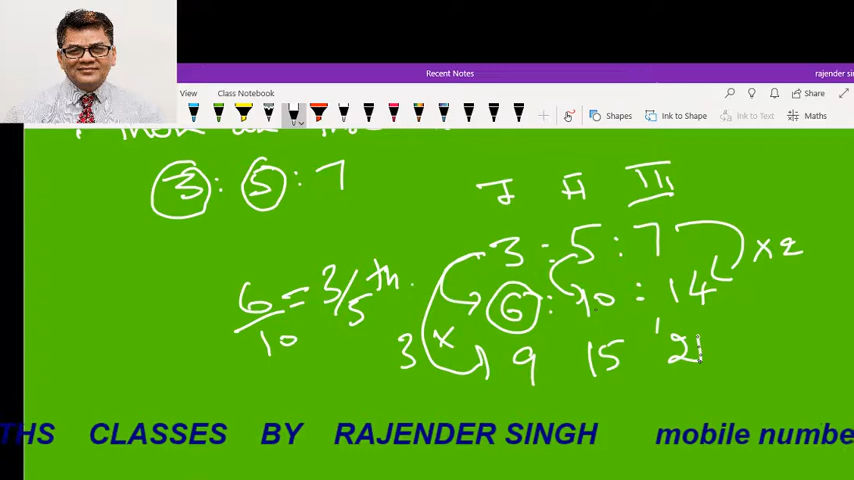 Recent Notes
rajender sin
View Class Notebook
Share
Shapes Ink to Shape Ink to Text Maths
3 : 5 : 7
I II III
3 : 5 : 7 x 2
6 : 10 : 14
6/10 = 3/5 th
3 x 9 15 21
THS CLASSES BY RAJENDER SINGH mobile numbe